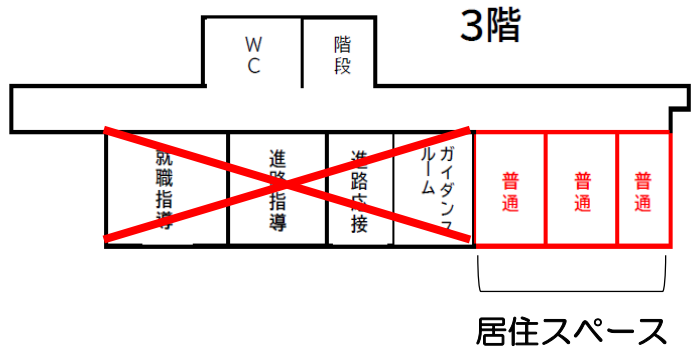 3階
WC
階段
就職指導
進路指導
進路応接
ガイダンス
ルーム
普通
普通
普通
居住スペース